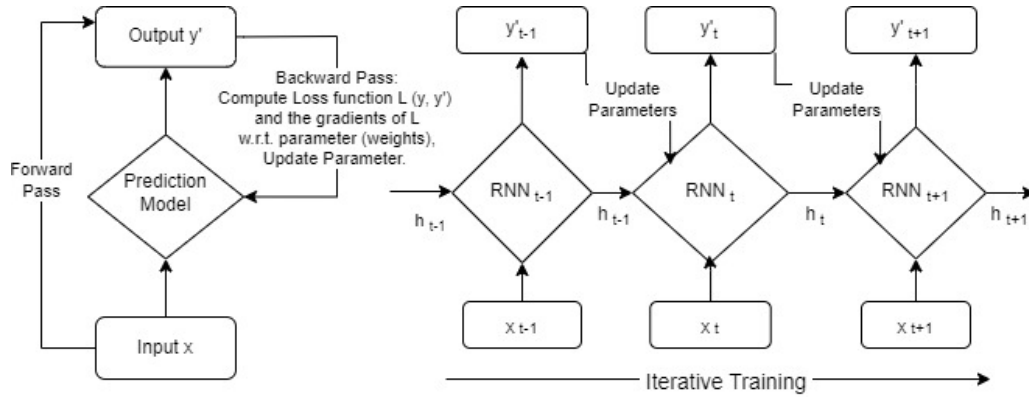 Output y'
Backward Pass:
Compute Loss function L (y, y')
and the gradients of L
w.r.t. parameter (weights),
Update Parameter.
Forward
Pass
Prediction
Model
Input x
y't-1
y't
y't+1
Update
Parameters
Update
Parameters
RNN t-1
RNN t
RNN t+1
h t-1
h t-1
h t
h t+1
x t-1
x t
x t+1
Iterative Training